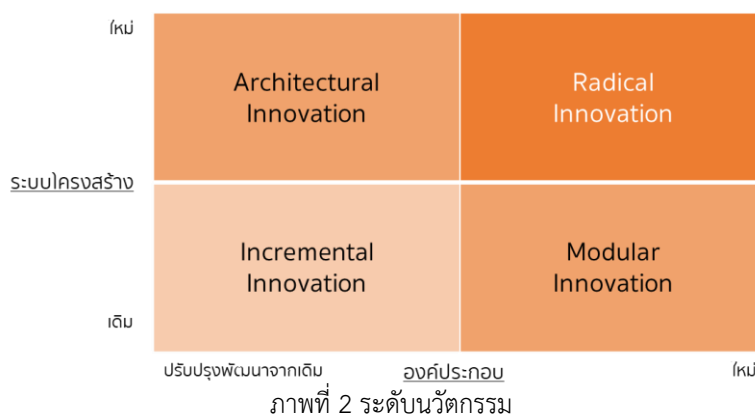 ใหม่
Architectural
Innovation
Radical
Innovation
ระบบโครงสร้าง
Incremental
Innovation
Modular
Innovation
เดิม
ปรับปรุงพัฒนาจากเดิม
องค์ประกอบ
ใหม่
ภาพที่ 2 ระดับนวัตกรรม